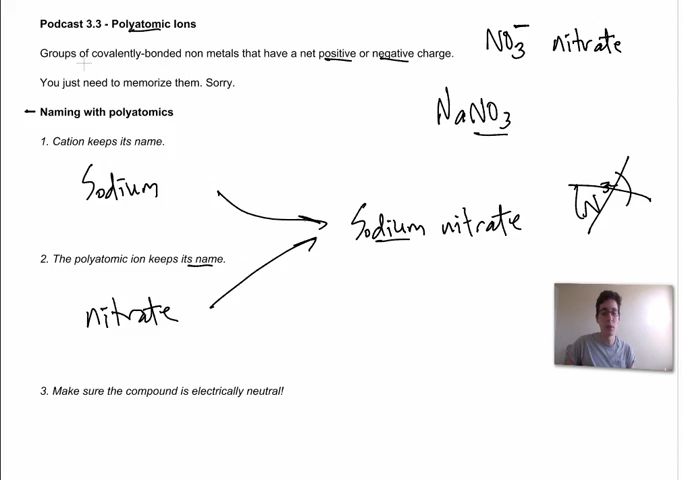 Podcast 3.3 - Polyatomic Ions
Groups of covalently-bonded non metals that have a net positive or negative charge.
NO3- nitrate
You just need to memorize them. Sorry.
Naming with polyatomics
NaNO3
1. Cation keeps its name.
Sodium
Sodium nitrate
2. The polyatomic ion keeps its name.
nitrate
3. Make sure the compound is electrically neutral!